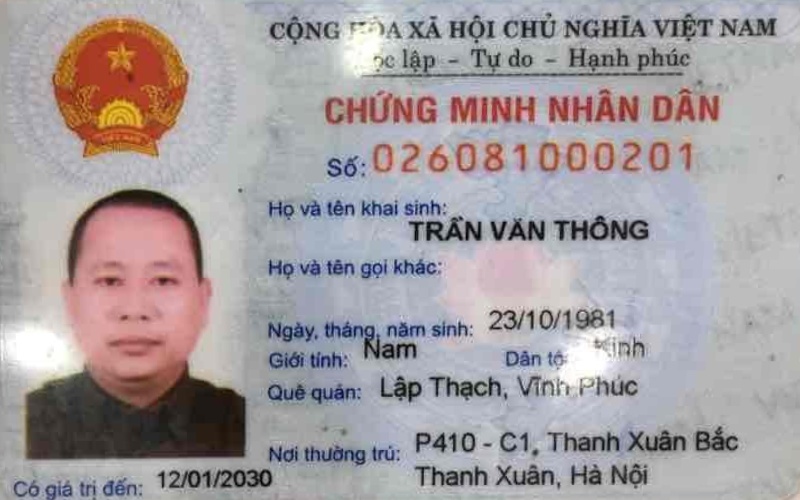 CỘNG HÒA XÃ HỘI CHỦ NGHĨA VIỆT NAM
lập - Tự do - Hạnh phúc
CHỨNG MINH NHÂN DÂN
Số: 026081000201
Họ và tên khai sinh:
TRẦN VĂN THÔNG
Họ và tên gọi khác:
Ngày, tháng, năm sinh: 23/10/1981
Giới tính: Nam Dân tộ Kinh
Quê quán: Lập Thạch, Vĩnh Phúc
Nơi thường trú: P410 - C1, Thanh Xuân Bắc
Thanh Xuân, Hà Nội
Có giá trị đến: 12/01/2030